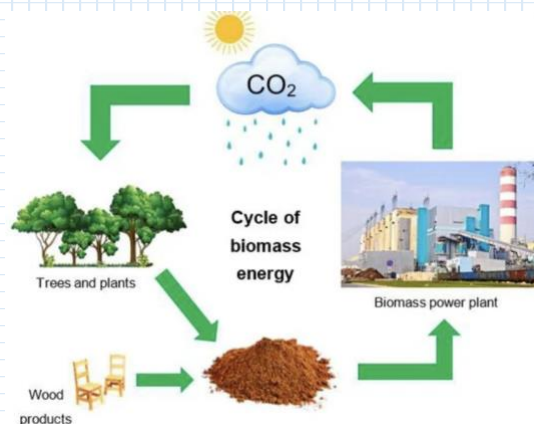 CO₂
Cycle of
biomass
energy
Trees and plants
Biomass power plant
Wood
products